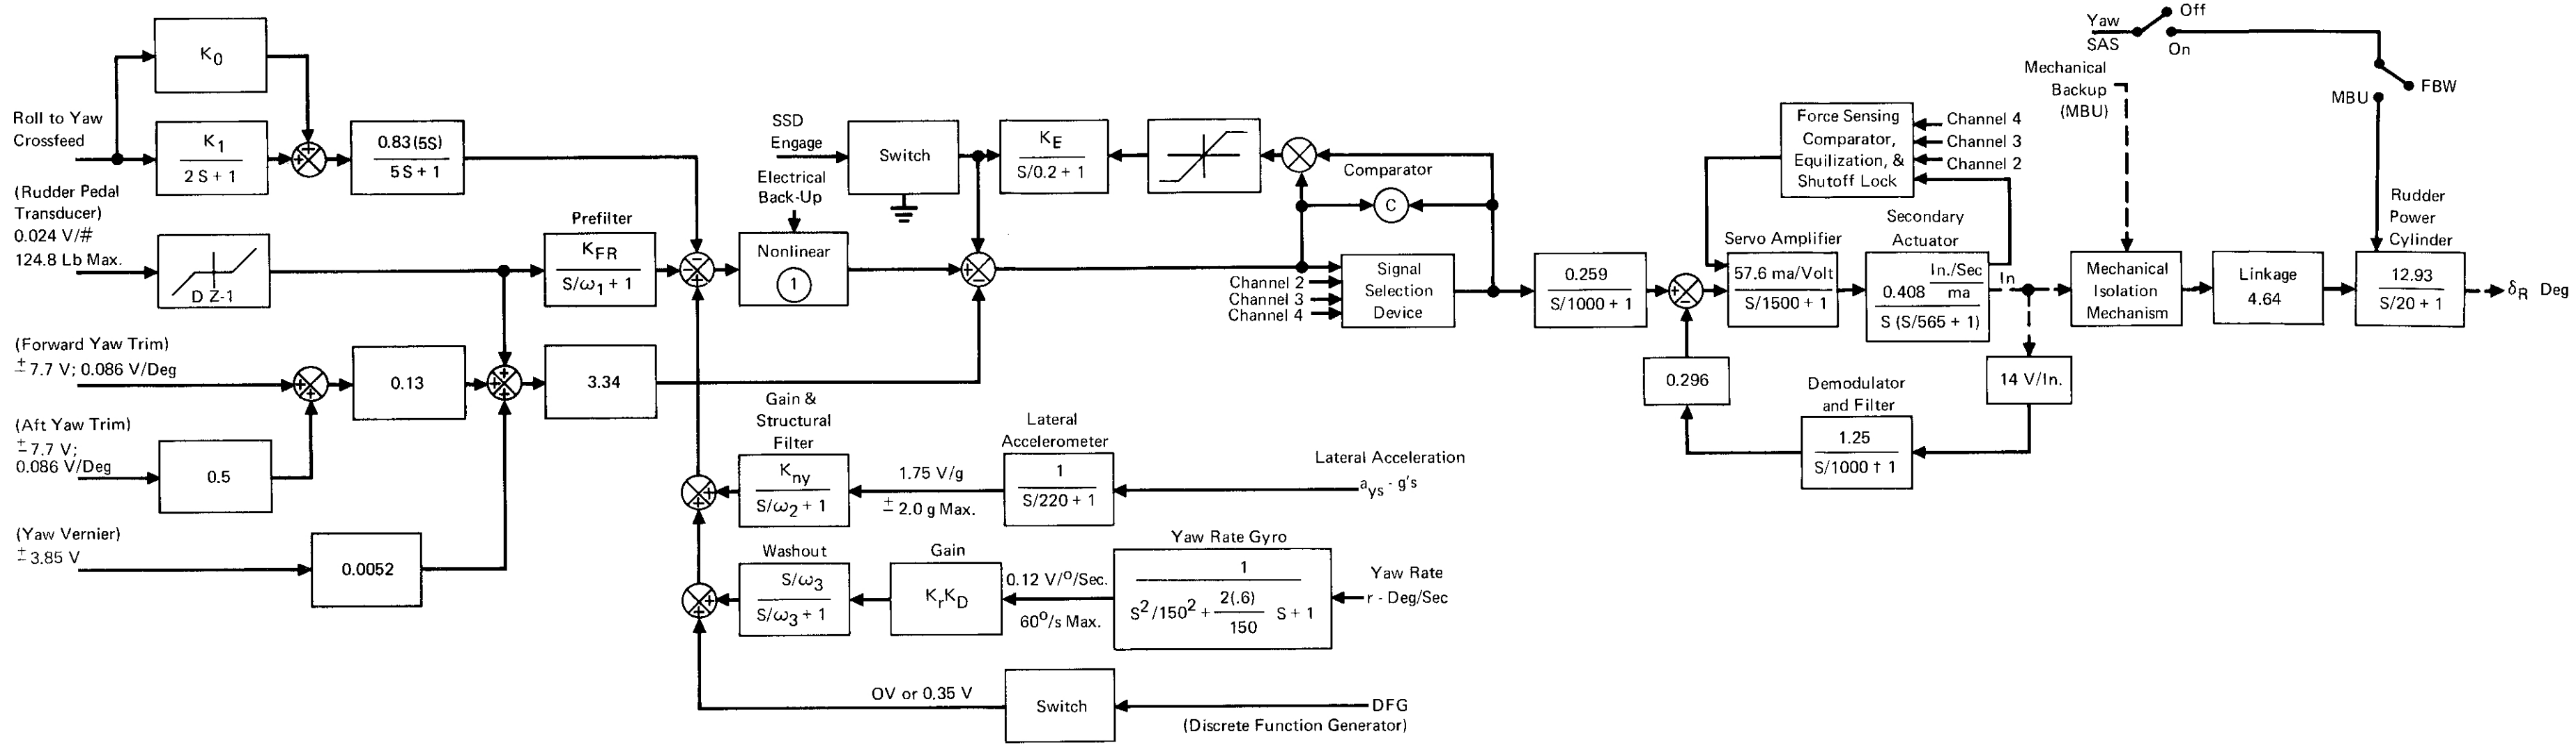 K0
Roll to Yaw
Crossfeed
K1
2 S + 1
0.83 (5S)
5 S + 1
(Rudder Pedal
Transducer)
0.024 V/#
124.8 Lb Max.
D Z-1
Prefilter
KFR
S/ω1 + 1
(Forward Yaw Trim)
± 7.7 V; 0.086 V/Deg
0.13
3.34
(Aft Yaw Trim)
± 7.7 V;
0.086 V/Deg
0.5
(Yaw Vernier)
± 3.85 V
0.0052
SSD
Engage
Switch
KE
S/0.2 + 1
Electrical
Back-Up
Nonlinear
1
Comparator
C
Channel 2
Channel 3
Channel 4
Signal
Selection
Device
Gain &
Structural
Filter
Kny
S/ω2 + 1
1.75 V/g
± 2.0 g Max.
Lateral
Accelerometer
1
S/220 + 1
Lateral Acceleration
ays - g's
Washout
S/ω3
S/ω3 + 1
Gain
KrKD
0.12 V/º/Sec.
60º/s Max.
Yaw Rate Gyro
1
S²/150² + 2(.6)/150 S + 1
Yaw Rate
r - Deg/Sec
OV or 0.35 V
Switch
DFG
(Discrete Function Generator)
0.259
S/1000 + 1
Servo Amplifier
57.6 ma/Volt
S/1500 + 1
Force Sensing
Comparator,
Equilization, &
Shutoff Lock
Channel 4
Channel 3
Channel 2
Secondary
Actuator
0.408 In./Sec/ma
S (S/565 + 1)
In
0.296
Demodulator
and Filter
1.25
S/1000 + 1
14 V/In.
Mechanical
Backup
(MBU)
Mechanical
Isolation
Mechanism
Linkage
4.64
Yaw
SAS
Off
On
MBU
FBW
Rudder
Power
Cylinder
12.93
S/20 + 1
δR Deg